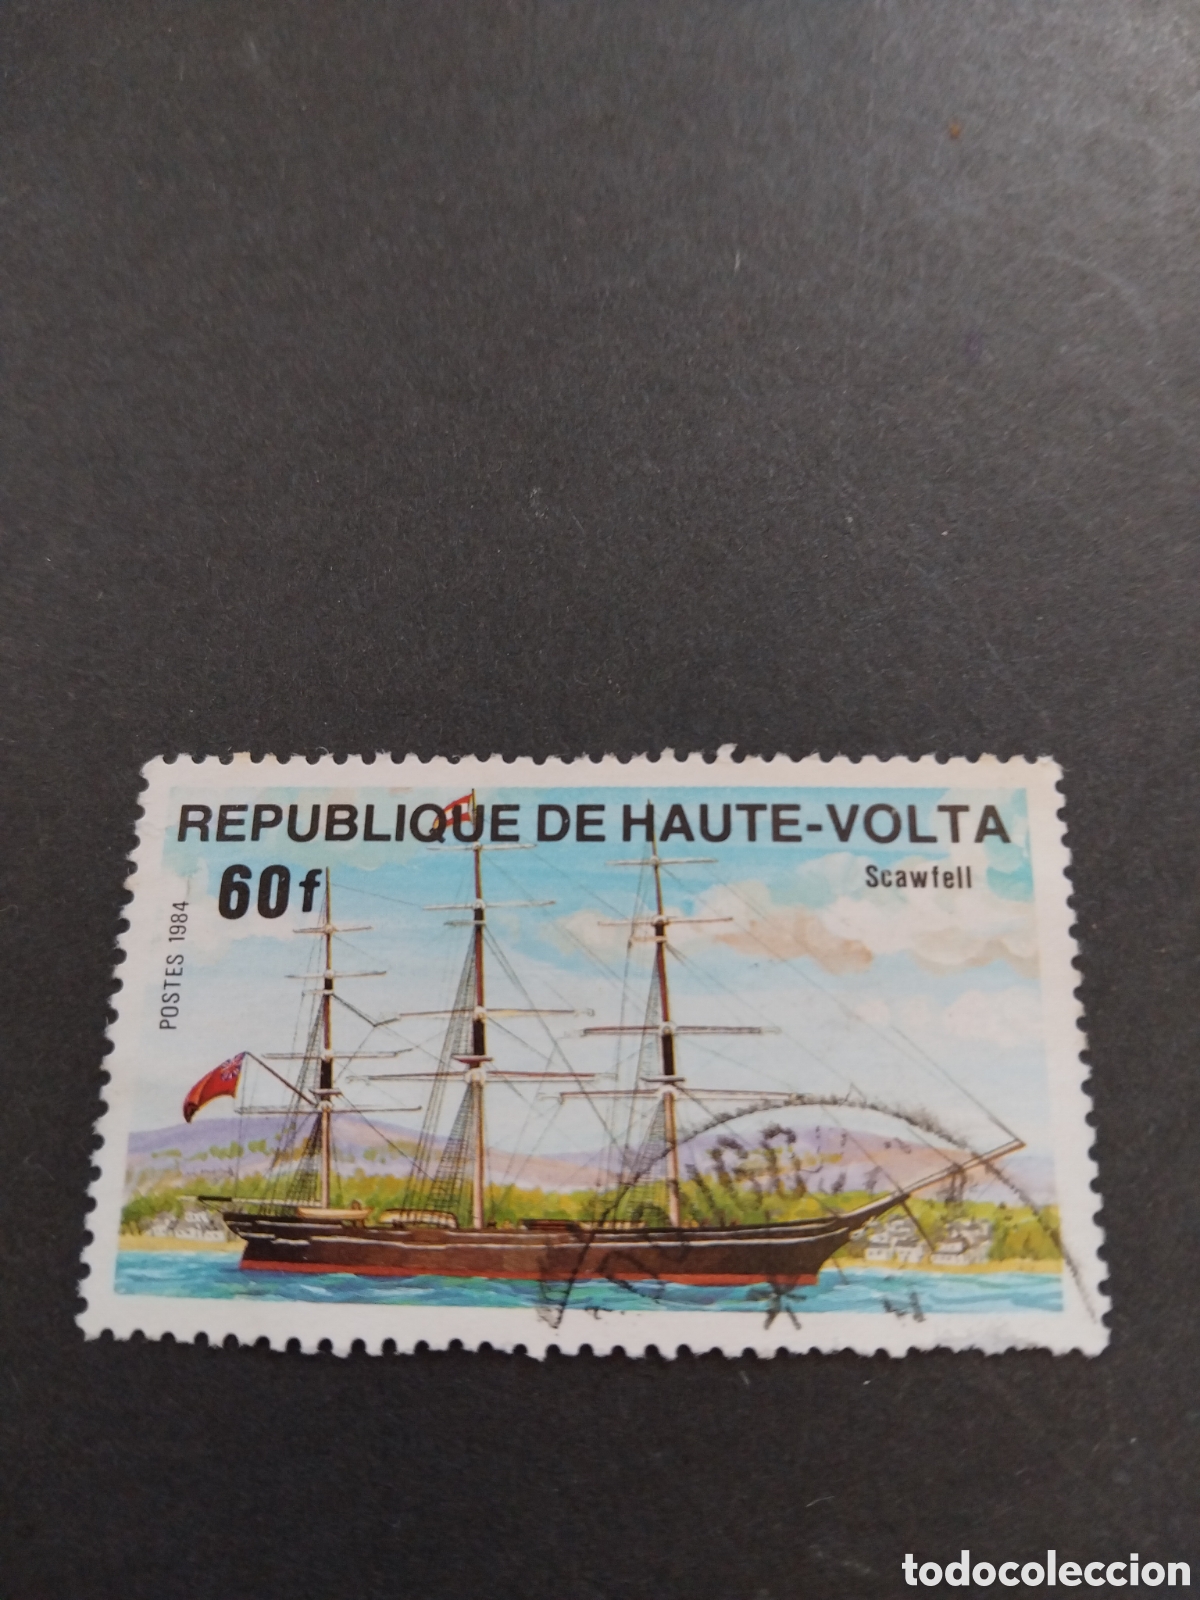 REPUBLIQUE DE HAUTE-VOLTA
60f
Scawfell
POSTES 1984
todocoleccion